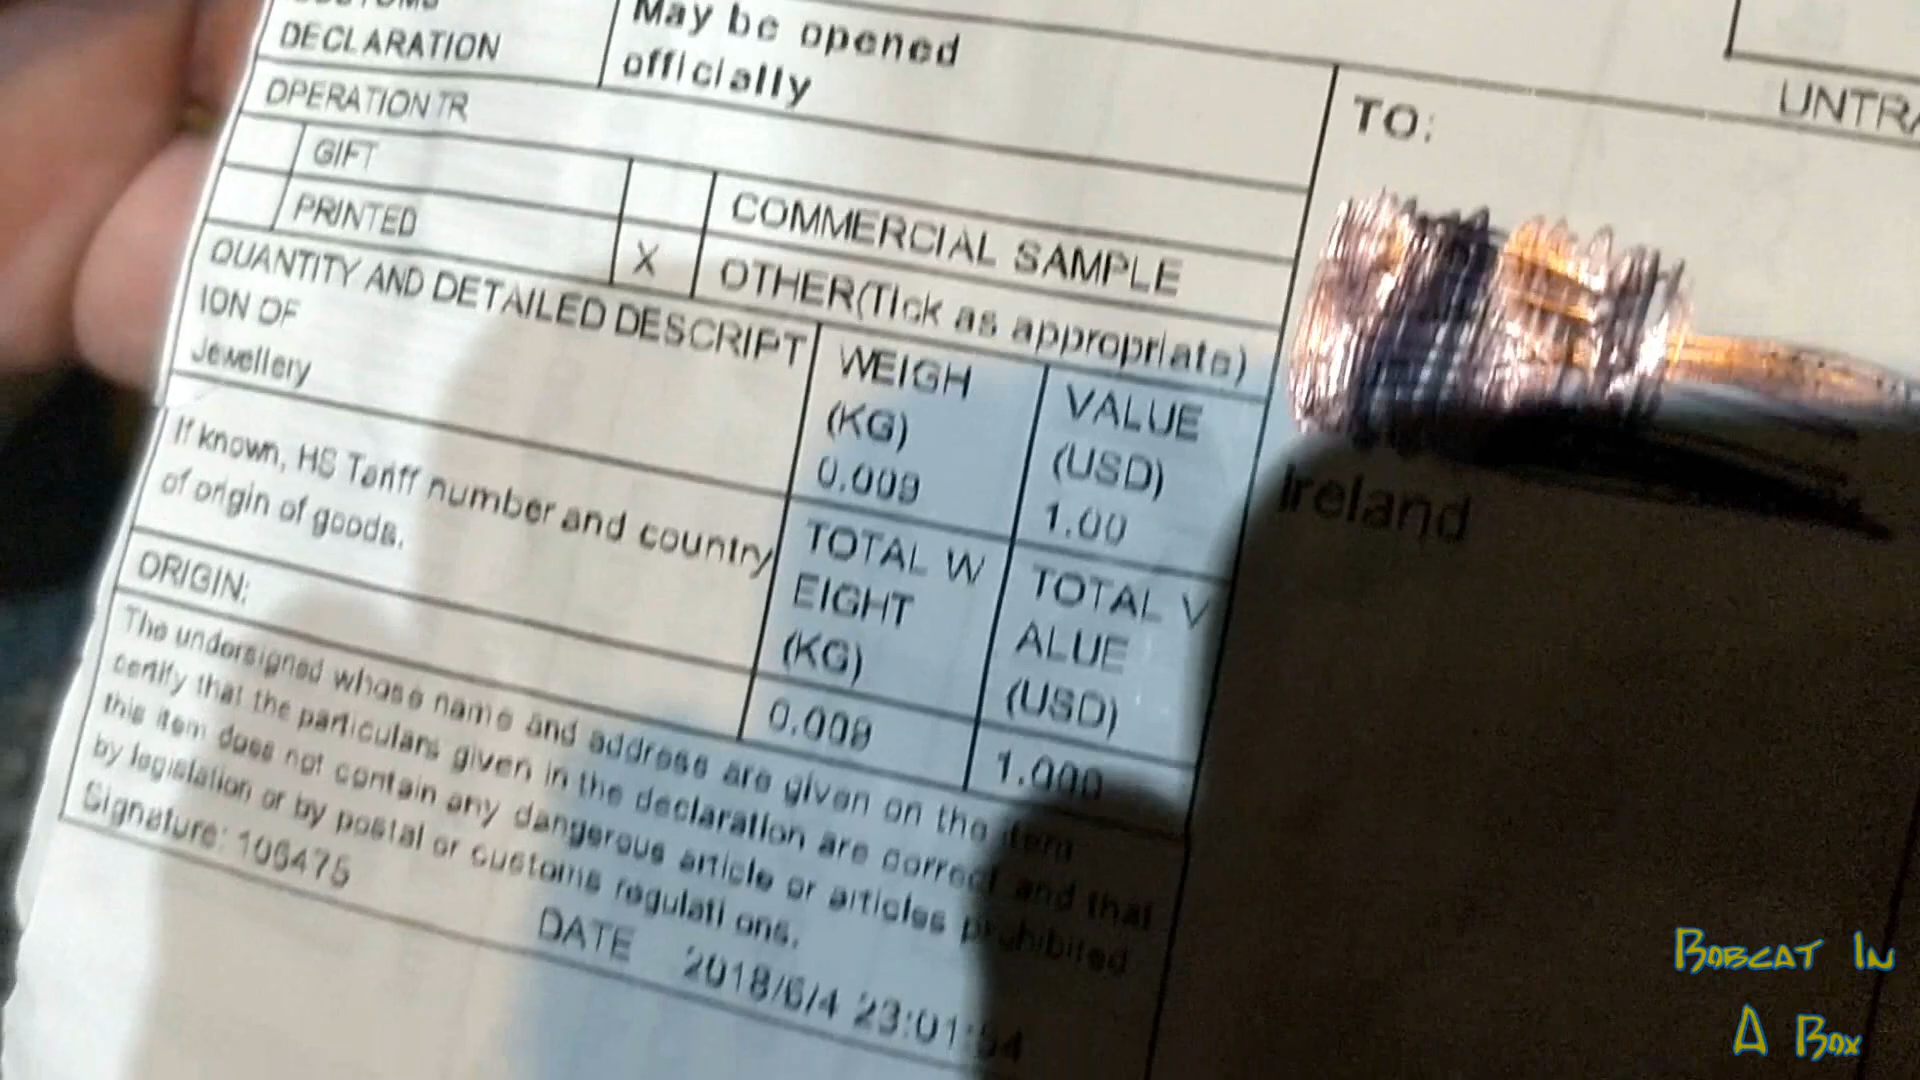 DECLARATION
May be opened
officially
OPERATION TR
GIFT
COMMERCIAL SAMPLE
PRINTED
X
OTHER(Tick as appropriate)
QUANTITY AND DETAILED DESCRIPT
ION OF
Jewellery
WEIGH
(KG)
0.009
VALUE
(USD)
1.00
If known, HS Tariff number and country
of origin of goods.
TOTAL W
EIGHT
(KG)
TOTAL V
ALUE
(USD)
ORIGIN:
0.009
1.000
The undersigned whose name and address are given on the item
certify that the particulars given in the declaration are correct and that
this item does not contain any dangerous article or articles prohibited
by legislation or by postal or customs regulati ons.
Signature: 106475
DATE 2018/6/4 23:01:54
TO:
Ireland
Bobcat In
A Box